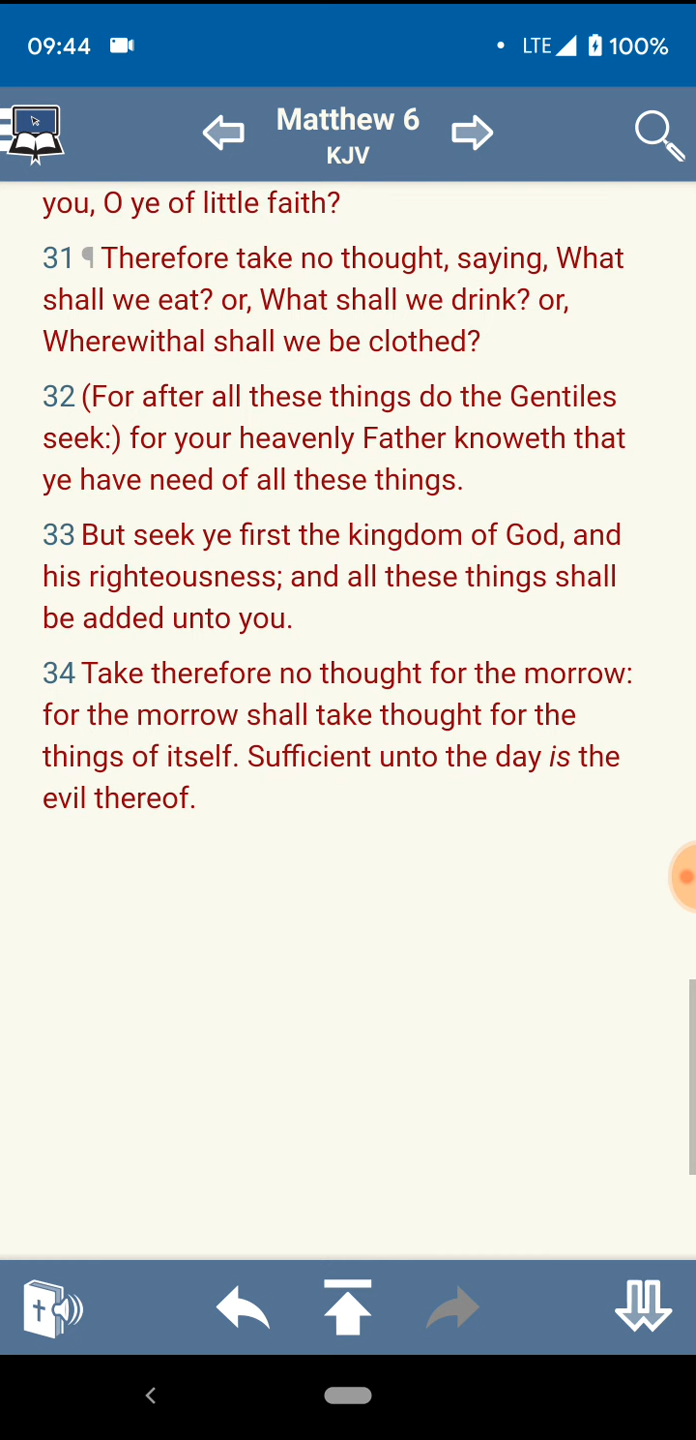 09:44
LTE 100%
Matthew 6
KJV
you, O ye of little faith?
31 ¶ Therefore take no thought, saying, What
shall we eat? or, What shall we drink? or,
Wherewithal shall we be clothed?
32 (For after all these things do the Gentiles
seek:) for your heavenly Father knoweth that
ye have need of all these things.
33 But seek ye first the kingdom of God, and
his righteousness; and all these things shall
be added unto you.
34 Take therefore no thought for the morrow:
for the morrow shall take thought for the
things of itself. Sufficient unto the day is the
evil thereof.